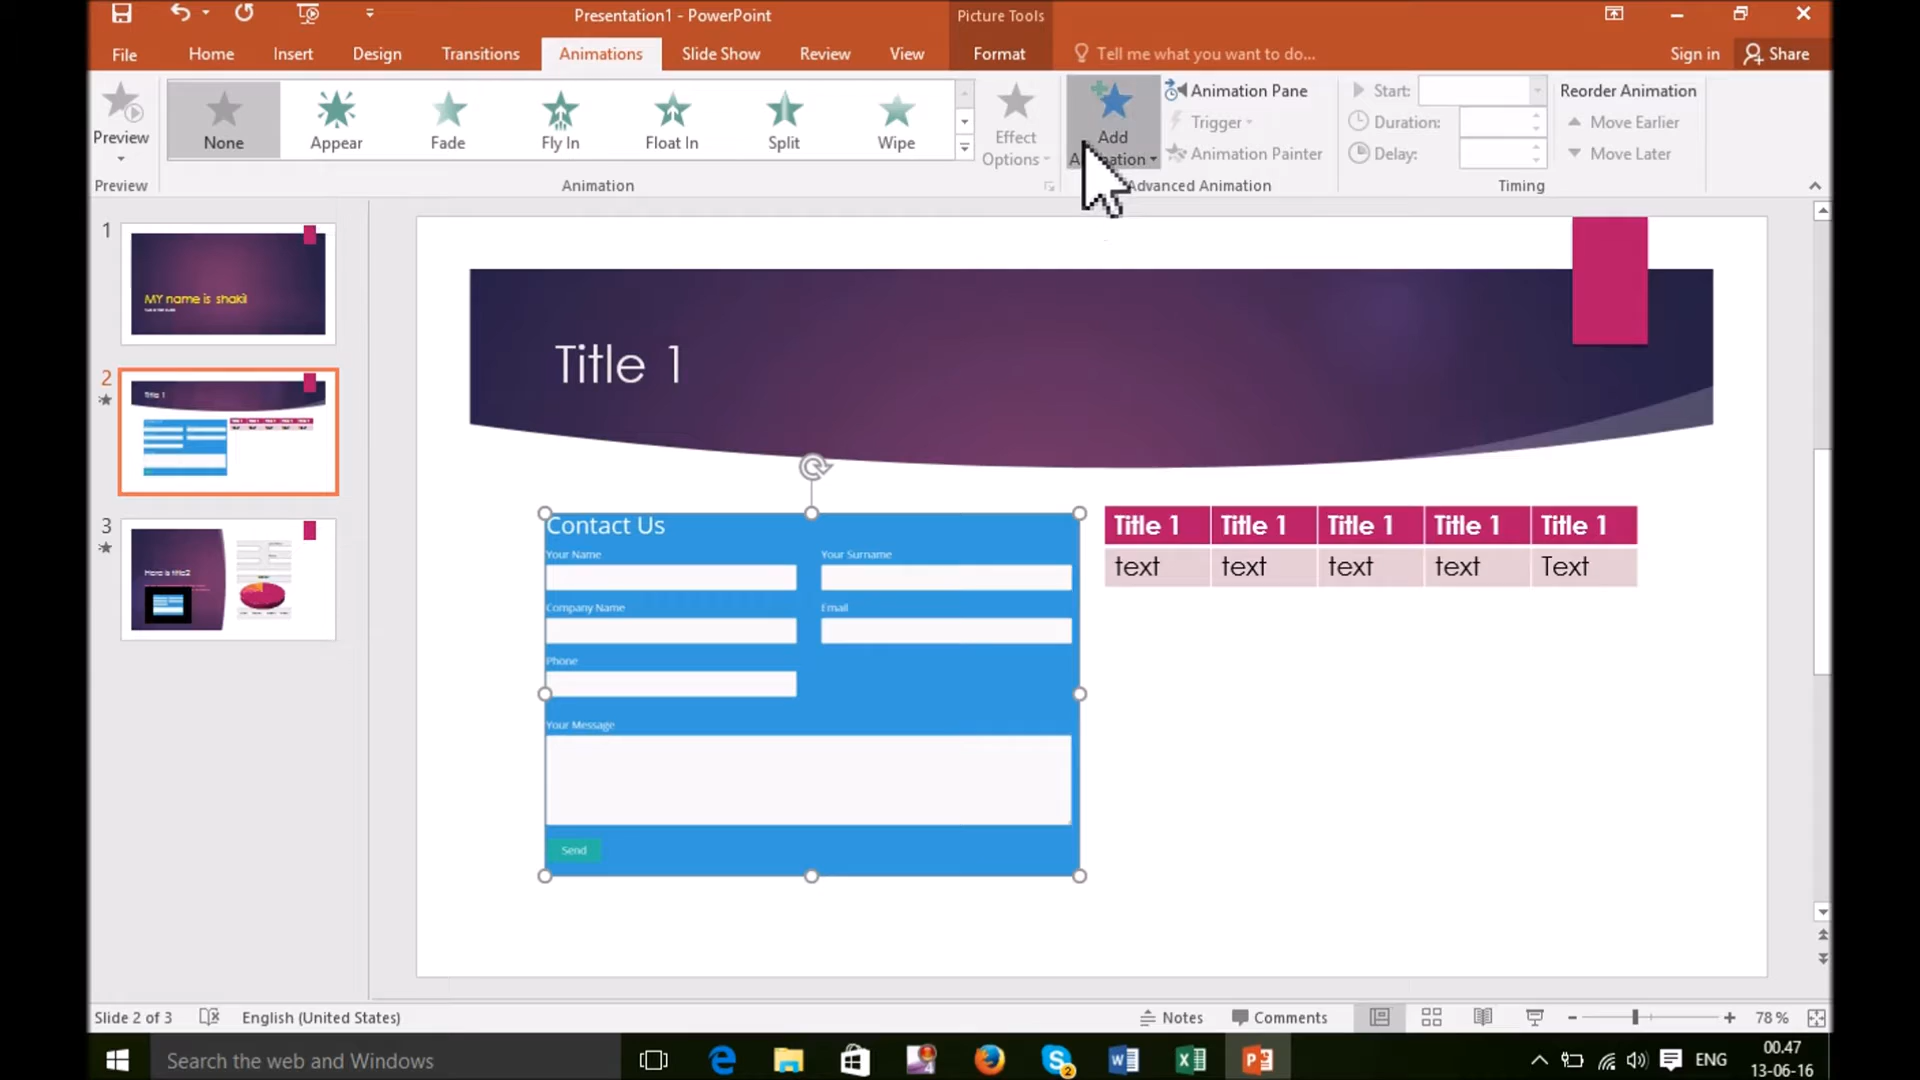 Presentation1 - PowerPoint
Picture Tools
File
Home
Insert
Design
Transitions
Animations
Slide Show
Review
View
Format
Tell me what you want to do...
Sign in
Share
Preview
None
Appear
Fade
Fly In
Float In
Split
Wipe
Effect
Options
Add
Animation Pane
Trigger
Animation Painter
Start:
Duration:
Delay:
Reorder Animation
Move Earlier
Move Later
Preview
Animation
Advanced Animation
Timing
1
MY name is shakil
2
Title 1
3
Here is title2
Title 1
Contact Us
Your Name
Your Surname
Company Name
Email
Phone
Your Message
Send
Title 1 Title 1 Title 1 Title 1 Title 1
text text text text Text
Slide 2 of 3
English (United States)
Notes
Comments
78 %
Search the web and Windows
2
ENG
00.47
13-06-16